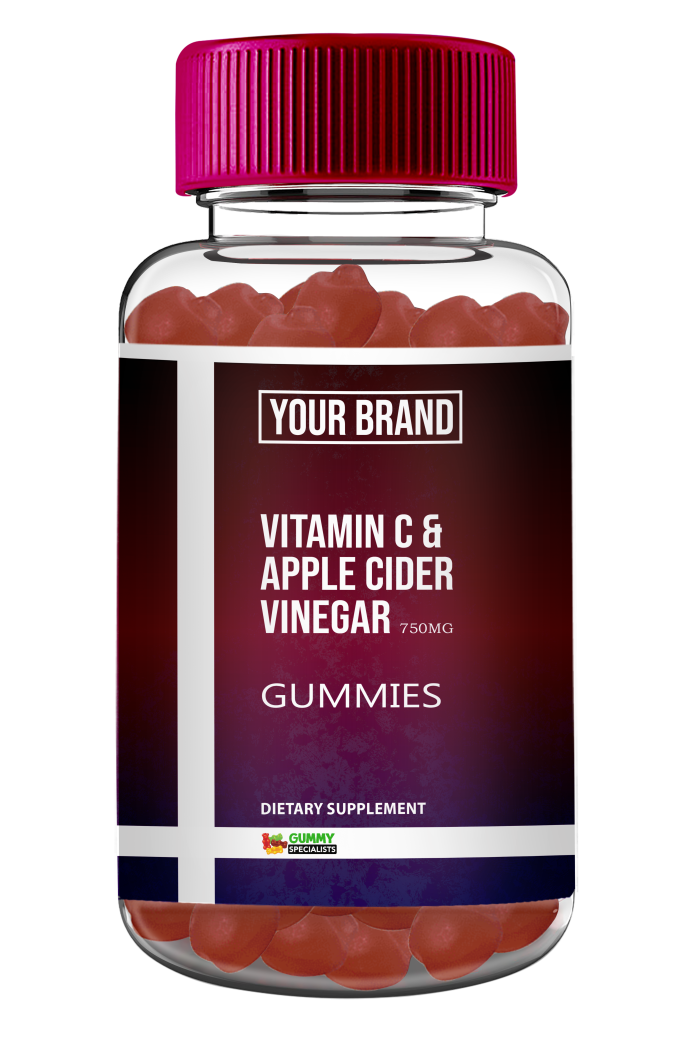 YOUR BRAND
VITAMIN C &
APPLE CIDER
VINEGAR 750MG
GUMMIES
DIETARY SUPPLEMENT
GUMMY
SPECIALISTS